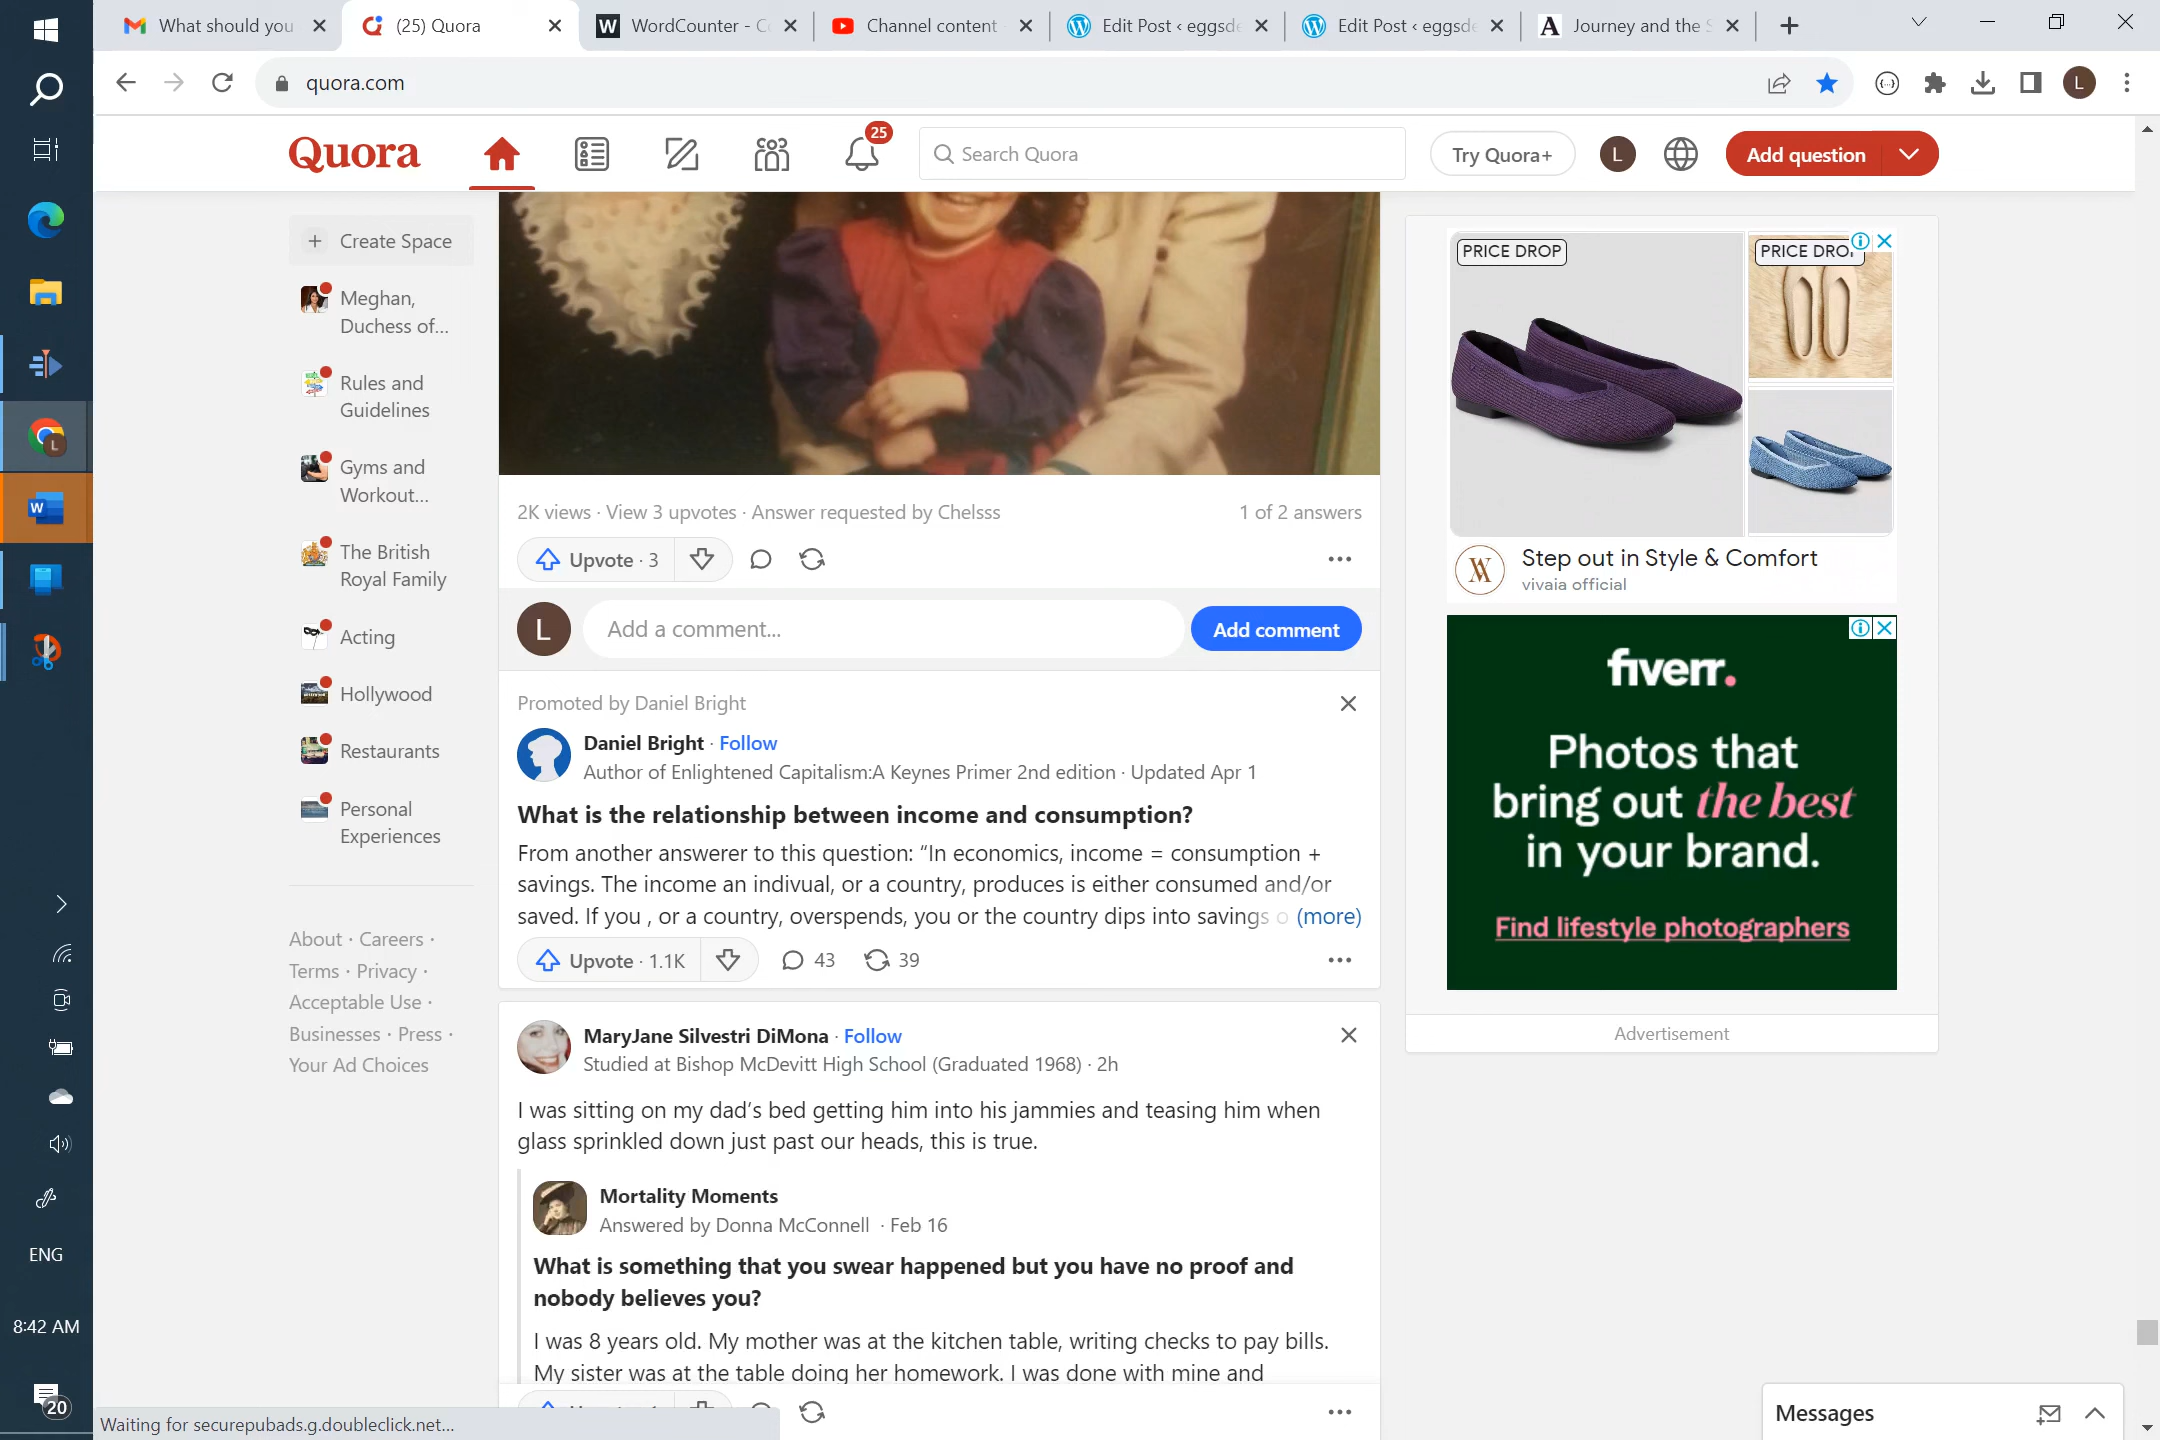 What should you
(25) Quora
WordCounter - C
Channel content
Edit Post ‹ eggsde
Edit Post ‹ eggsde
Journey and the S
quora.com
L
Quora
25
Search Quora
Try Quora+
L
Add question
Create Space
Meghan,
Duchess of...
Rules and
Guidelines
Gyms and
Workout...
The British
Royal Family
Acting
Hollywood
Restaurants
Personal
Experiences
About · Careers ·
Terms · Privacy ·
Acceptable Use ·
Businesses · Press ·
Your Ad Choices
2K views · View 3 upvotes · Answer requested by Chelsss
1 of 2 answers
Upvote · 3
L
Add a comment...
Add comment
Promoted by Daniel Bright
Daniel Bright · Follow
Author of Enlightened Capitalism:A Keynes Primer 2nd edition · Updated Apr 1
What is the relationship between income and consumption?
From another answerer to this question: “In economics, income = consumption +
savings. The income an indivual, or a country, produces is either consumed and/or
saved. If you , or a country, overspends, you or the country dips into savings o (more)
Upvote · 1.1K
43
39
MaryJane Silvestri DiMona · Follow
Studied at Bishop McDevitt High School (Graduated 1968) · 2h
I was sitting on my dad’s bed getting him into his jammies and teasing him when
glass sprinkled down just past our heads, this is true.
Mortality Moments
Answered by Donna McConnell · Feb 16
What is something that you swear happened but you have no proof and
nobody believes you?
I was 8 years old. My mother was at the kitchen table, writing checks to pay bills.
My sister was at the table doing her homework. I was done with mine and
PRICE DROP
PRICE DROP
Step out in Style & Comfort
vivaia official
fiverr.
Photos that
bring out the best
in your brand.
Find lifestyle photographers
Advertisement
Messages
ENG
8:42 AM
20
Waiting for securepubads.g.doubleclick.net...